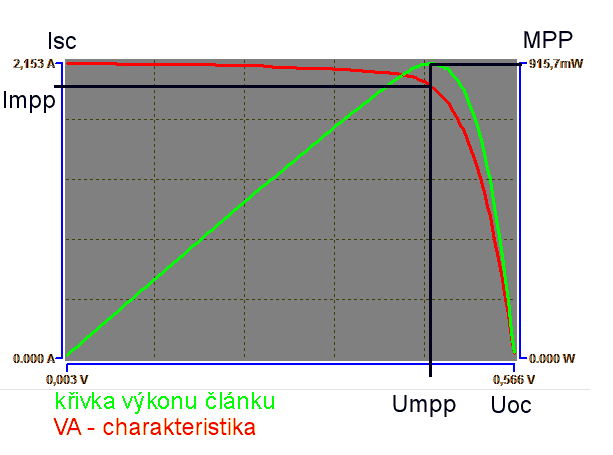 Isc
MPP
2,153 A
915,7mW
Impp
0.000 A
0.000 W
0,003 V
0,566 V
křivka výkonu článku
Umpp
Uoc
VA - charakteristika